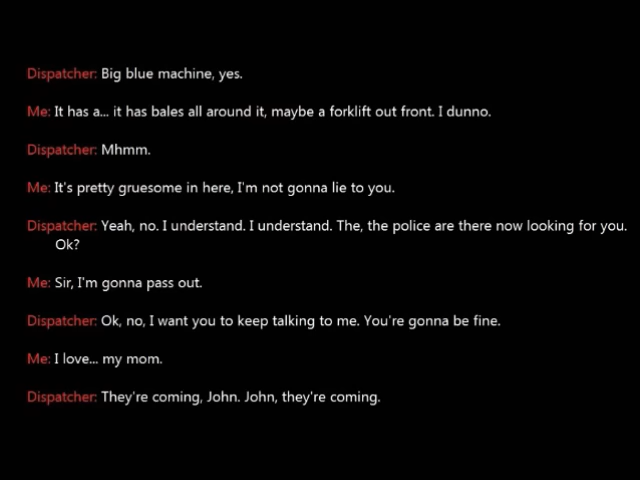 Dispatcher: Big blue machine, yes.
Me: It has a... it has bales all around it, maybe a forklift out front. I dunno.
Dispatcher: Mhmm.
Me: It's pretty gruesome in here, I'm not gonna lie to you.
Dispatcher: Yeah, no. I understand. I understand. The, the police are there now looking for you.
Ok?
Me: Sir, I'm gonna pass out.
Dispatcher: Ok, no, I want you to keep talking to me. You're gonna be fine.
Me: I love... my mom.
Dispatcher: They're coming, John. John, they're coming.